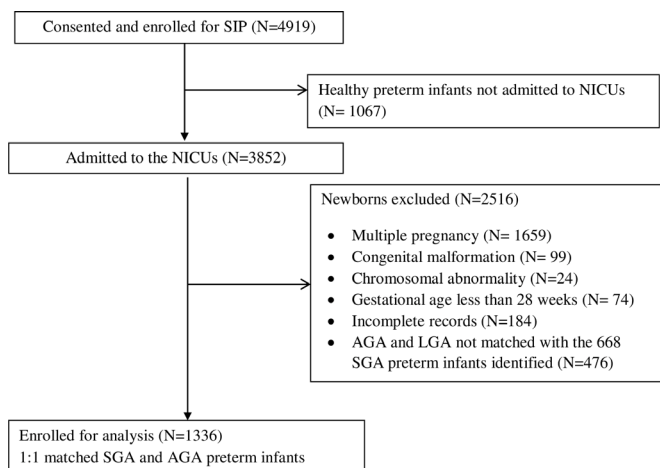 Consented and enrolled for SIP (N=4919)
Healthy preterm infants not admitted to NICUs
(N= 1067)
Admitted to the NICUs (N=3852)
Newborns excluded (N=2516)
• Multiple pregnancy (N= 1659)
• Congenital malformation (N= 99)
• Chromosomal abnormality (N=24)
• Gestational age less than 28 weeks (N= 74)
• Incomplete records (N=184)
• AGA and LGA not matched with the 668
SGA preterm infants identified (N=476)
Enrolled for analysis (N=1336)
1:1 matched SGA and AGA preterm infants